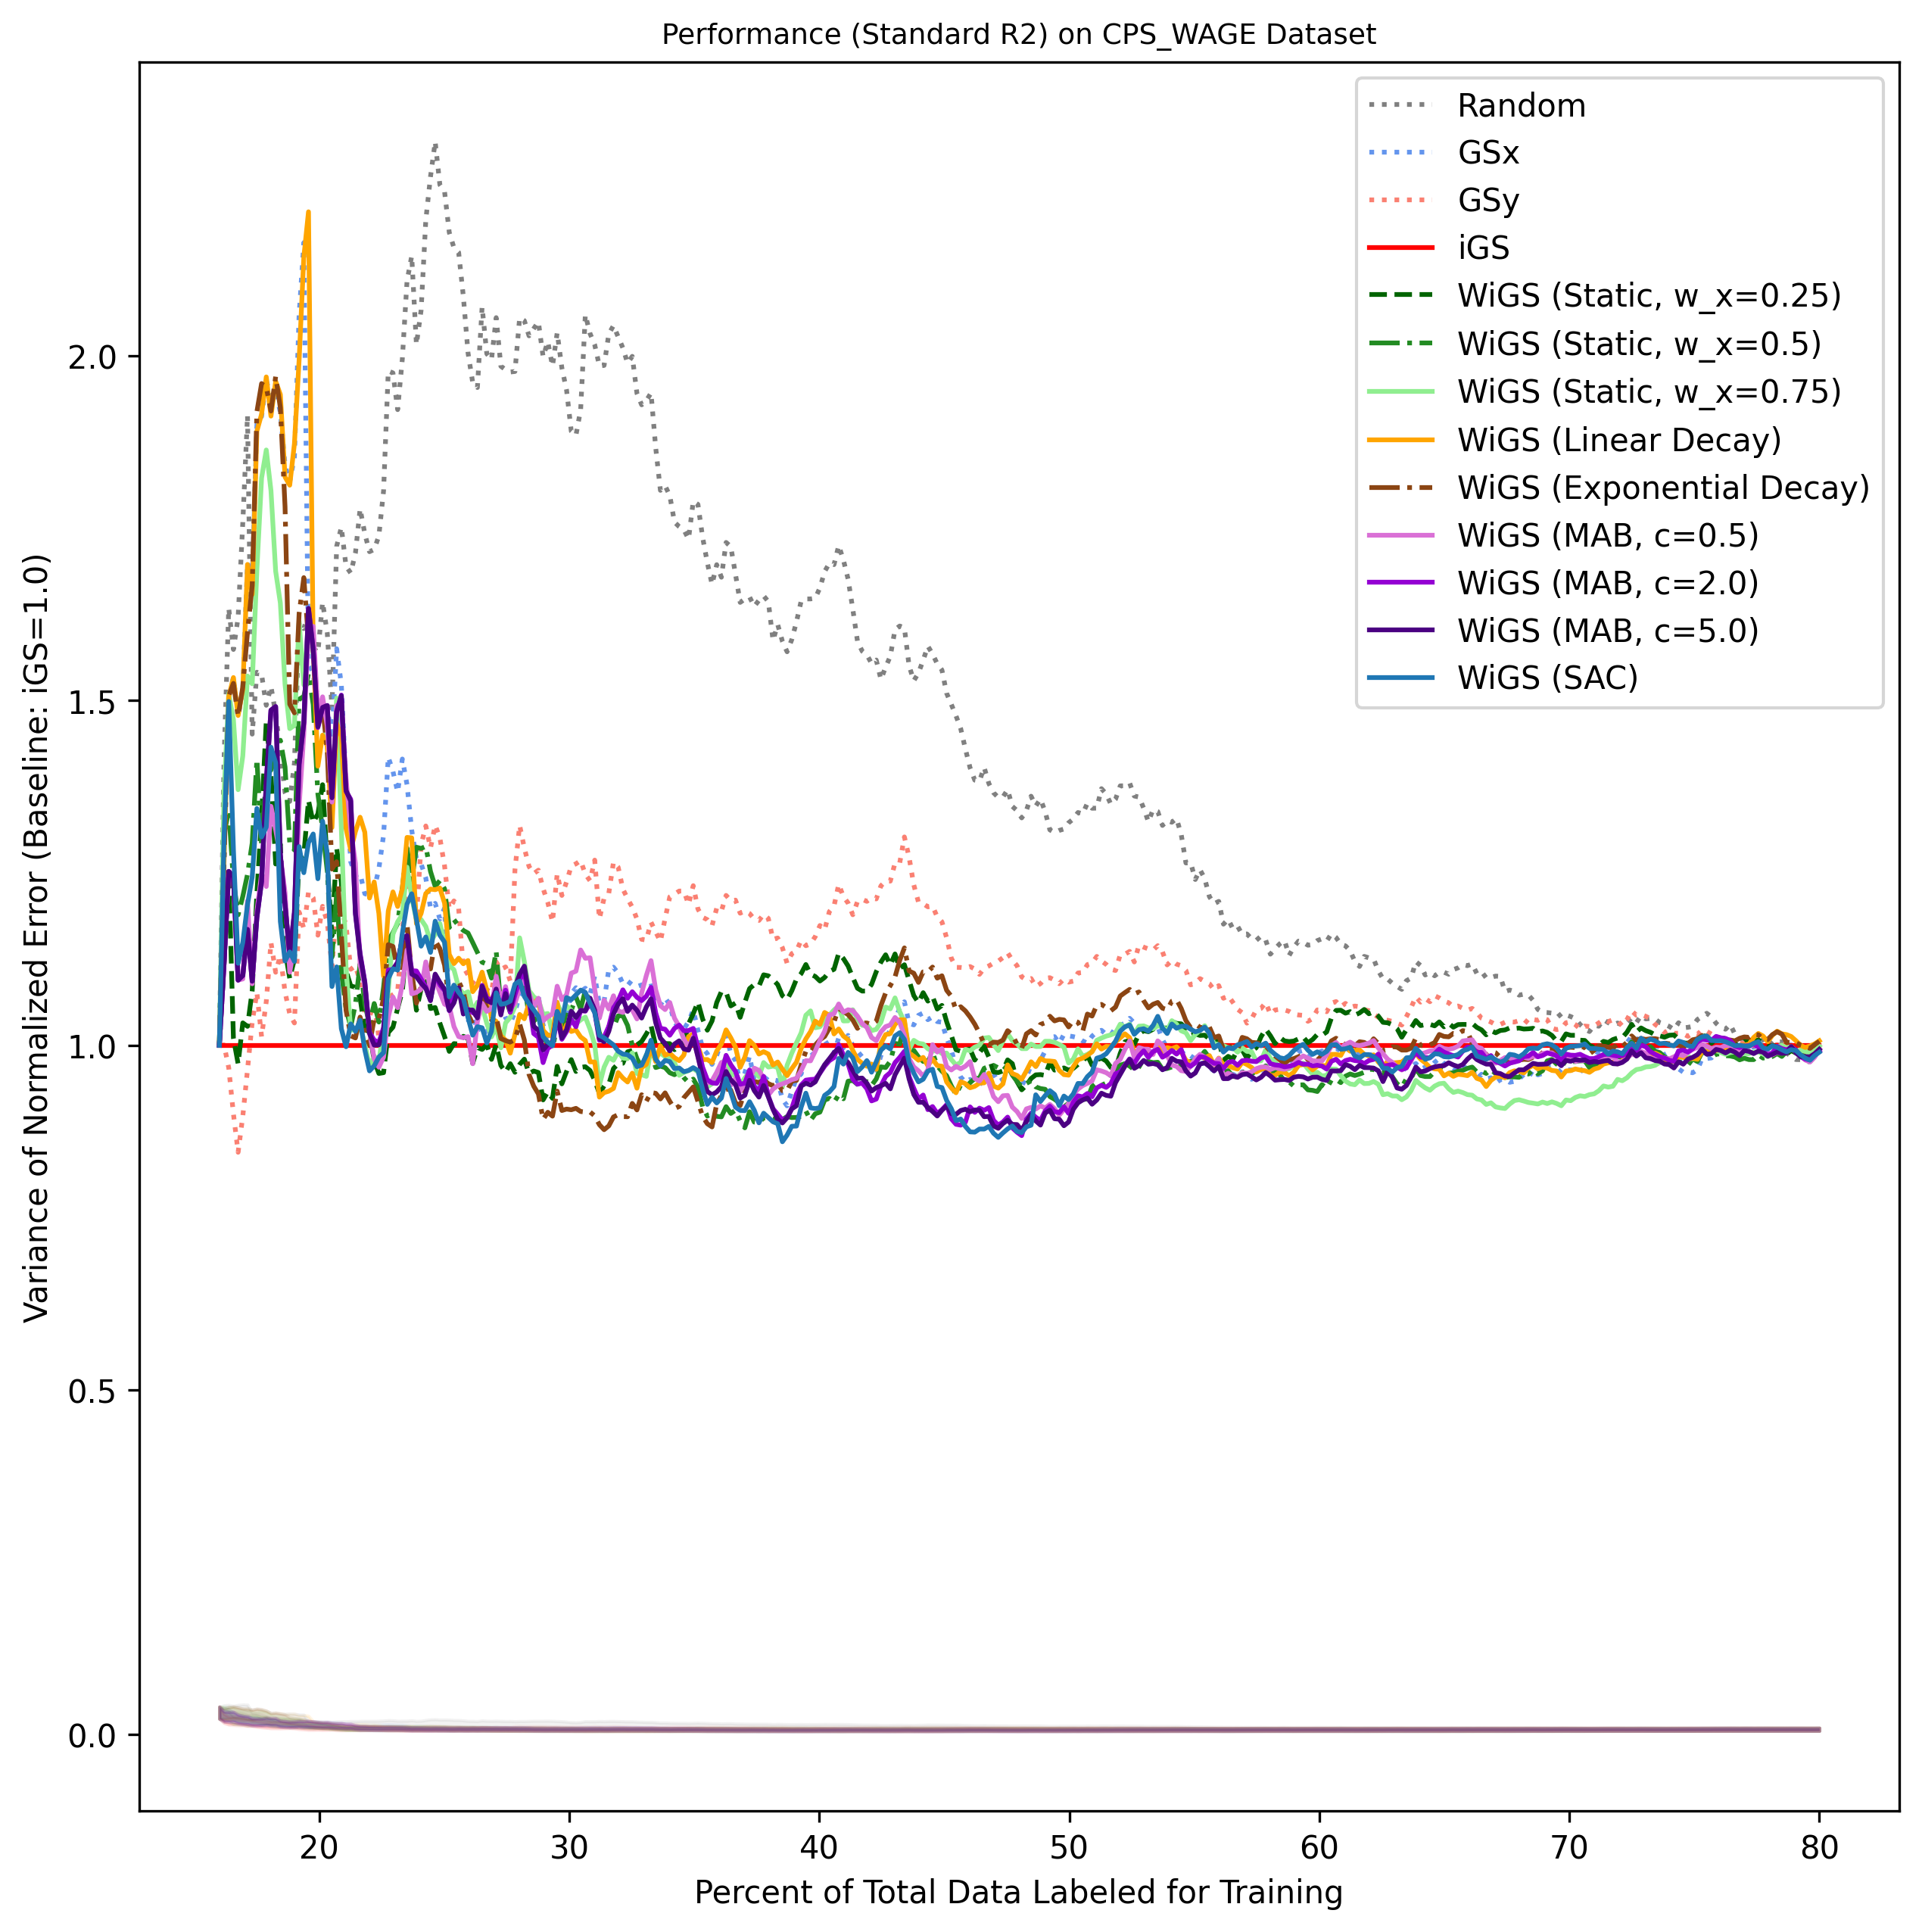 Performance (Standard R2) on CPS_WAGE Dataset
Variance of Normalized Error (Baseline: iGS=1.0)
2.0
1.5
1.0
0.5
0.0
Random
GSx
GSy
iGS
WiGS (Static, w_x=0.25)
WiGS (Static, w_x=0.5)
WiGS (Static, w_x=0.75)
WiGS (Linear Decay)
WiGS (Exponential Decay)
WiGS (MAB, c=0.5)
WiGS (MAB, c=2.0)
WiGS (MAB, c=5.0)
WiGS (SAC)
20 30 40 50 60 70 80
Percent of Total Data Labeled for Training